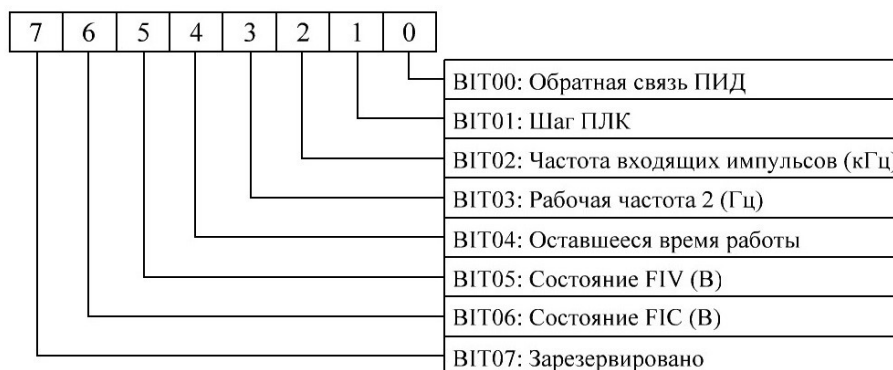 7 6 5 4 3 2 1 0
BIT00: Обратная связь ПИД
BIT01: Шаг ПЛК
BIT02: Частота входящих импульсов (кГц)
BIT03: Рабочая частота 2 (Гц)
BIT04: Оставшееся время работы
BIT05: Состояние FIV (В)
BIT06: Состояние FIC (В)
BIT07: Зарезервировано